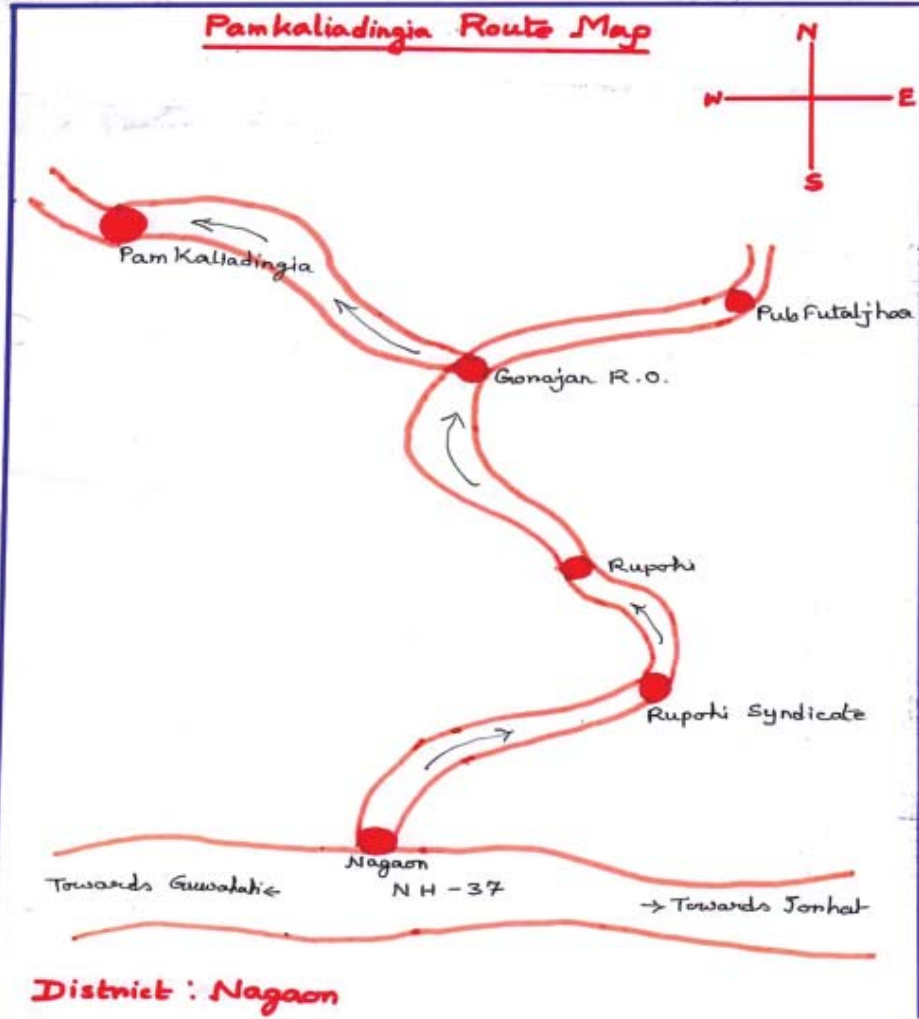 Pamkaliadingia Route Map
N
W E
S
Pam Kaliadingia
Pub Futaljhar
Gonajan R.O.
Rupohi
Rupohi Syndicate
Nagaon
Towards Guwahati← NH-37 → Towards Jorhat
District : Nagaon